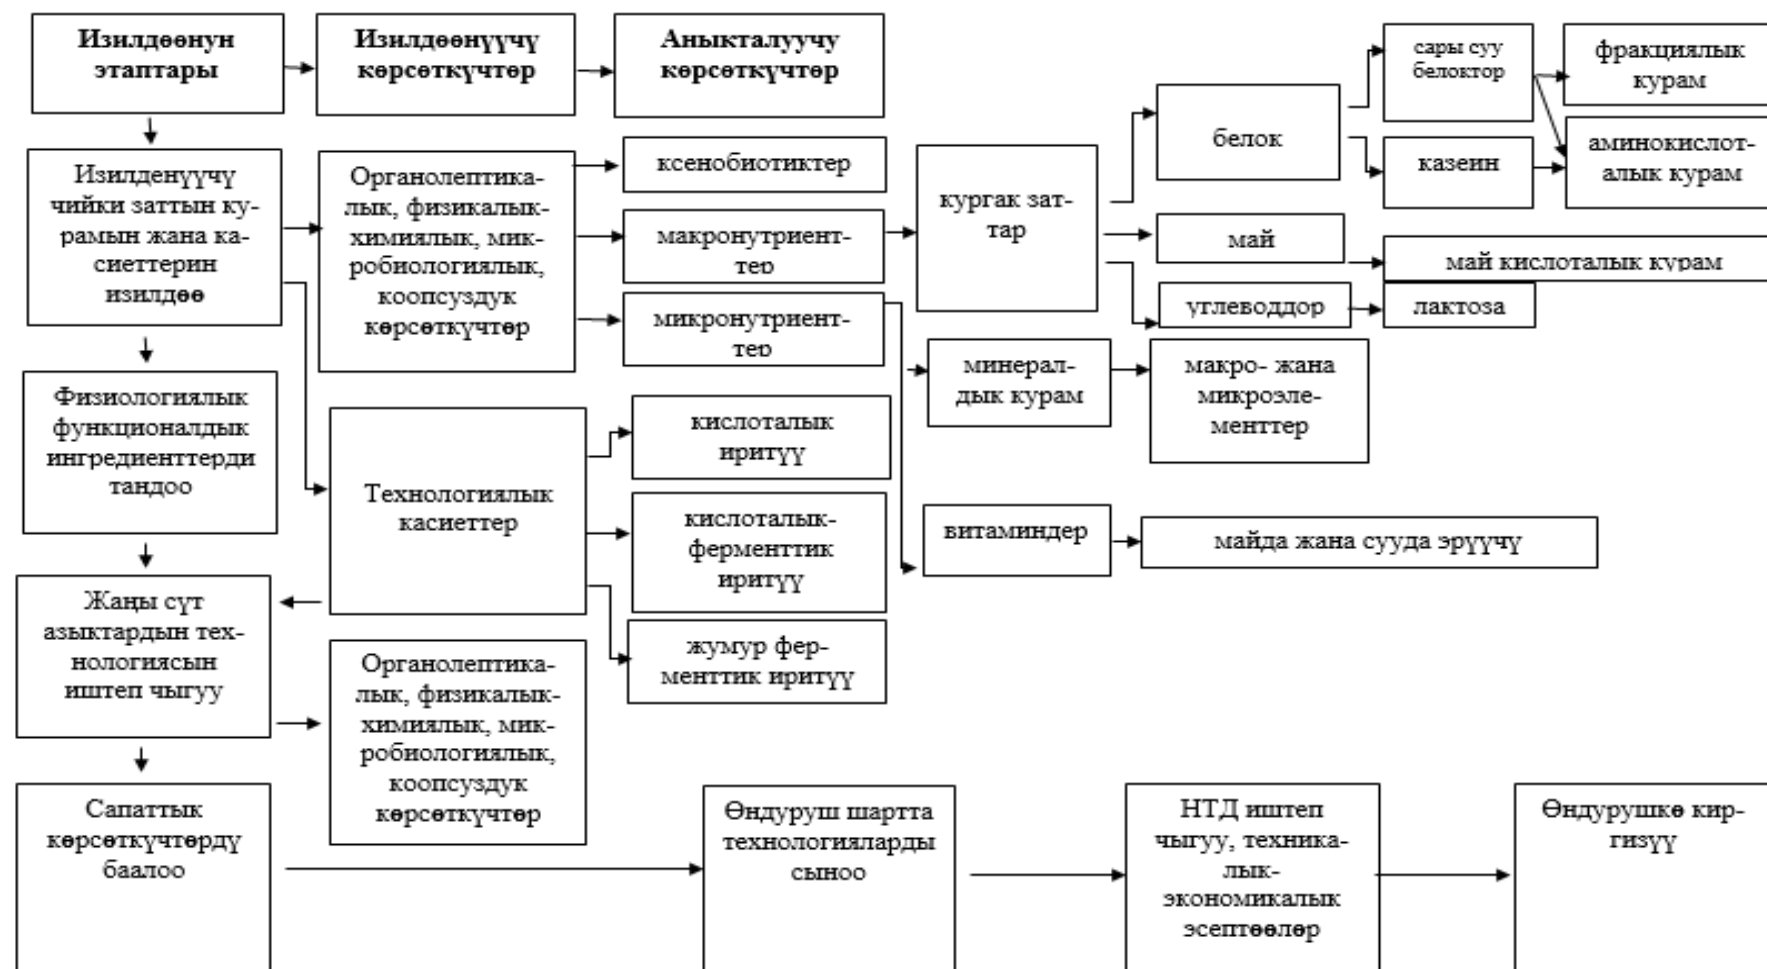 Изилдөөнун
этаптары
Изилдөөнүүчү
көрсөткүчтөр
Аныкталуучу
көрсөткүчтөр
Изилденүүчү
чийки заттын ку-
рамын жана ка-
сиеттерин
изилдөө
Органолептика-
лык, физикалык-
химиялык, мик-
робиологиялык,
коопсуздук
көрсөткүчтөр
ксенобиотиктер
макронутриент-
тер
микронутриент-
тер
кургак зат-
тар
белок
сары суу
белоктор
фракциялык
курам
казеин
аминокислот-
алык курам
май
май кислоталык курам
углеводдор
лактоза
минерал-
дык курам
макро- жана
микроэле-
менттер
витаминдер
майда жана сууда эрүүчү
Физиологиялык
функционалдык
ингредиенттерди
тандоо
Технологиялык
касиеттер
кислоталык
иритүү
кислоталык-
ферменттик
иритүү
жумур фер-
менттик иритүү
Жаңы сүт
азыктардын тех-
нологиясын
иштеп чыгуу
Органолептика-
лык, физикалык-
химиялык, мик-
робиологиялык,
коопсуздук
көрсөткүчтөр
Сапаттык
көрсөткүчтөрдү
баалоо
Өндуруш шартта
технологияларды
сыноо
НТД иштеп
чыгуу, техника-
лык-
экономикалык
эсептөөлөр
Өндурушкө кир-
гизүү